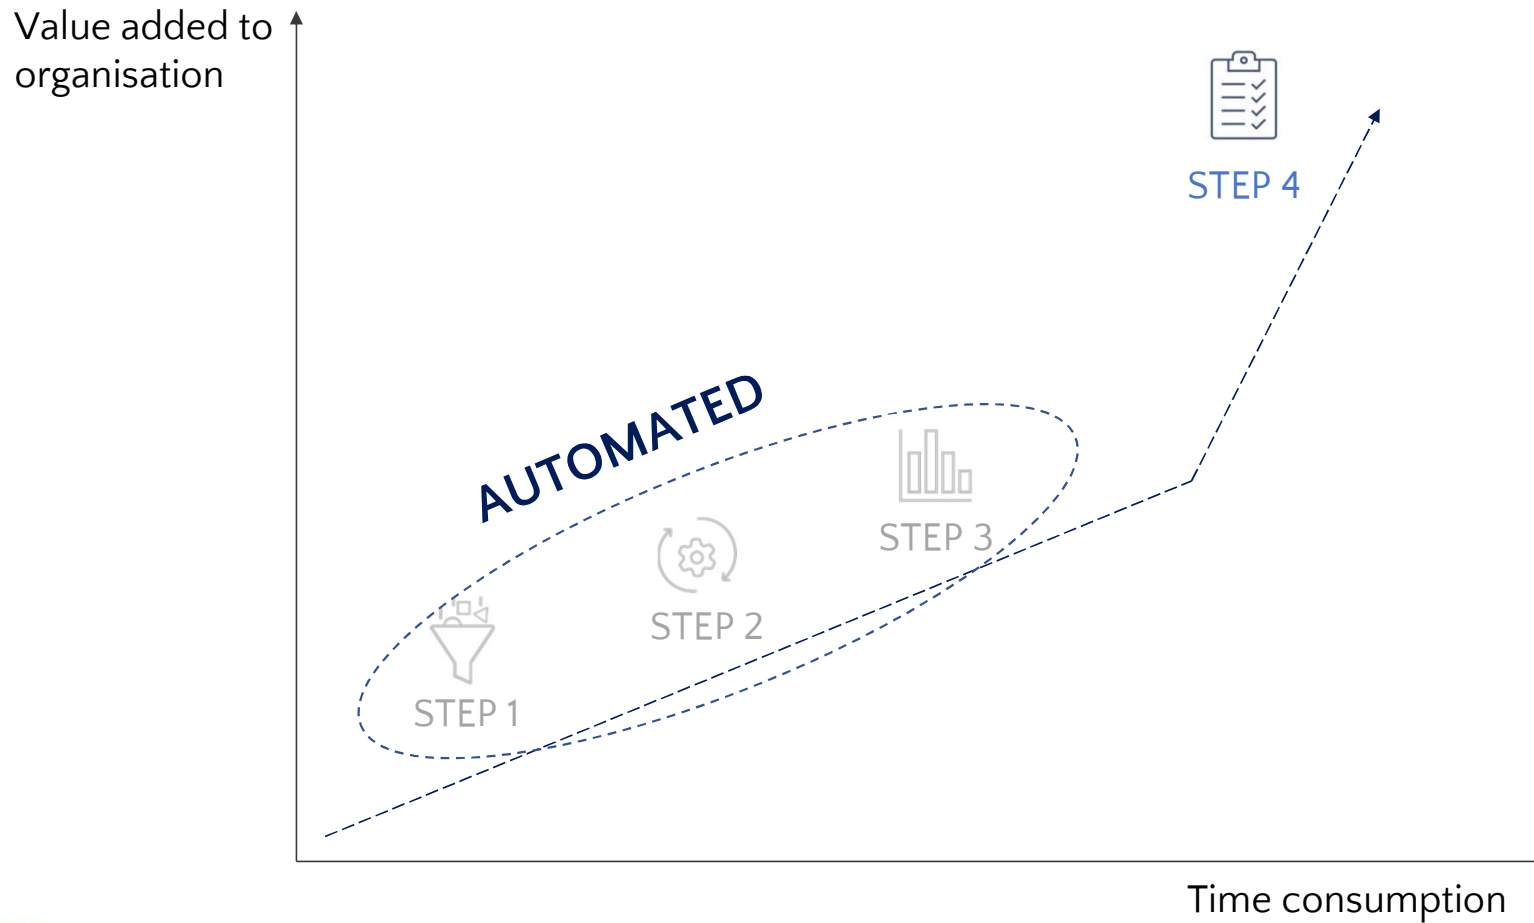 Value added to
organisation
STEP 4
AUTOMATED
STEP 3
STEP 2
STEP 1
Time consumption